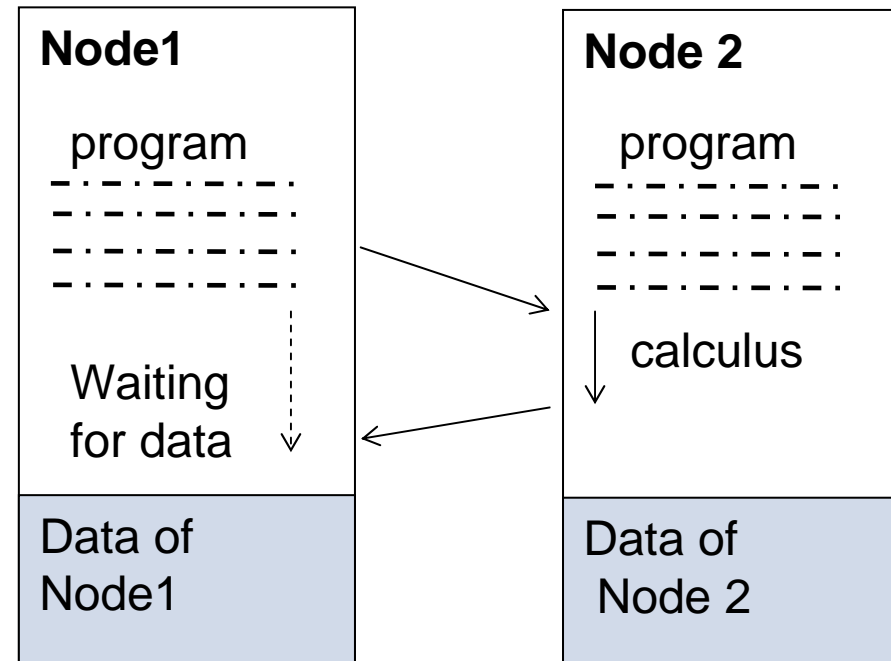 Node1
program
Waiting
for data
Data of
Node1
Node 2
program
calculus
Data of
Node 2